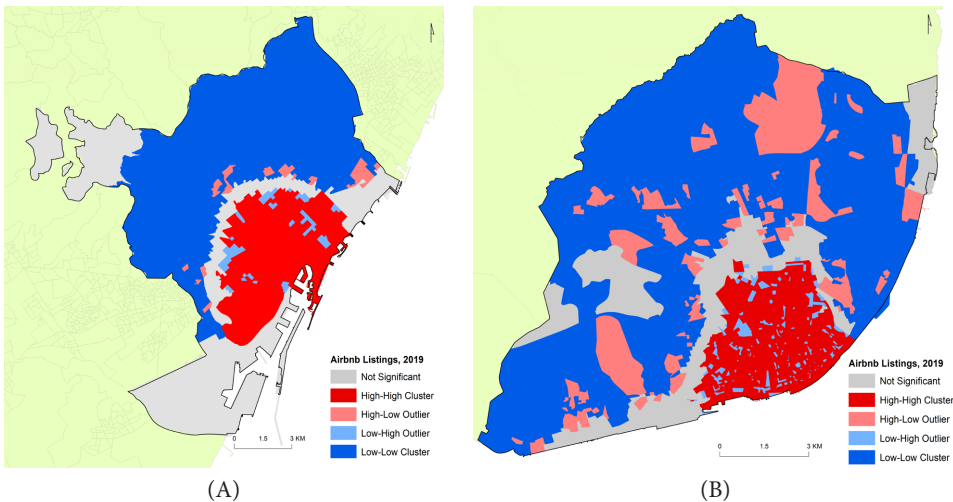 Airbnb Listings, 2019
Not Significant
High-High Cluster
High-Low Outlier
Low-High Outlier
Low-Low Cluster
0 1.5 3 KM
(A)
Airbnb Listings, 2019
Not Significant
High-High Cluster
High-Low Outlier
Low-High Outlier
Low-Low Cluster
0 1.5 3 KM
(B)